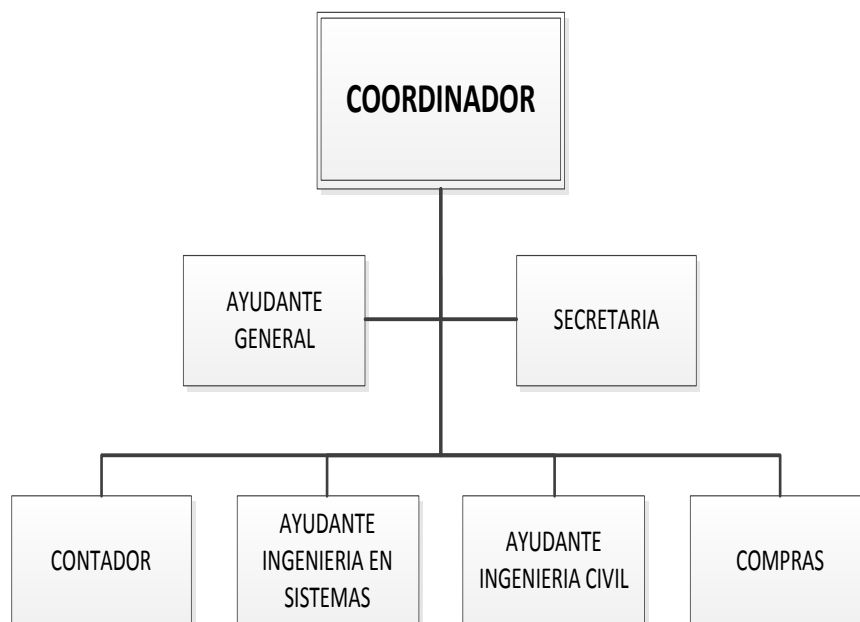 COORDINADOR
AYUDANTE
GENERAL
SECRETARIA
CONTADOR
AYUDANTE
INGENIERIA EN
SISTEMAS
AYUDANTE
INGENIERIA CIVIL
COMPRAS